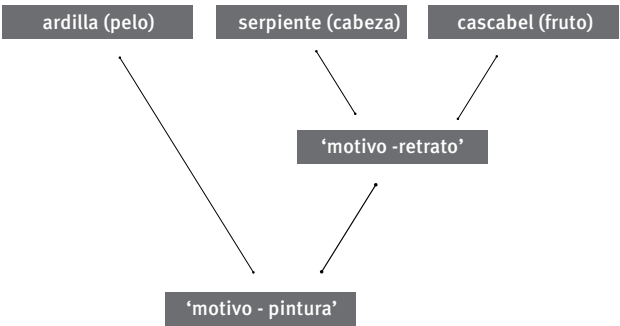 ardilla (pelo)
serpiente (cabeza)
cascabel (fruto)
‘motivo -retrato’
‘motivo - pintura’